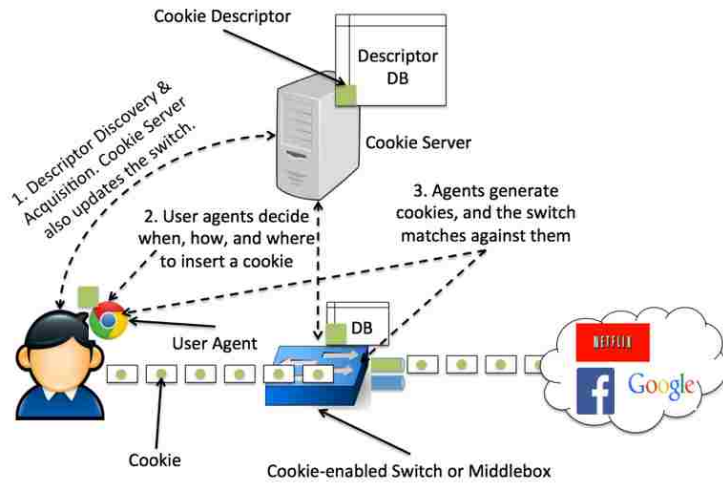 Cookie Descriptor
Descriptor
DB
Cookie Server
1. Descriptor Discovery &
Acquisition. Cookie Server
also updates the switch.
2. User agents decide
when, how, and where
to insert a cookie
3. Agents generate
cookies, and the switch
matches against them
DB
User Agent
NETFLIX
Google
Cookie
Cookie-enabled Switch or Middlebox